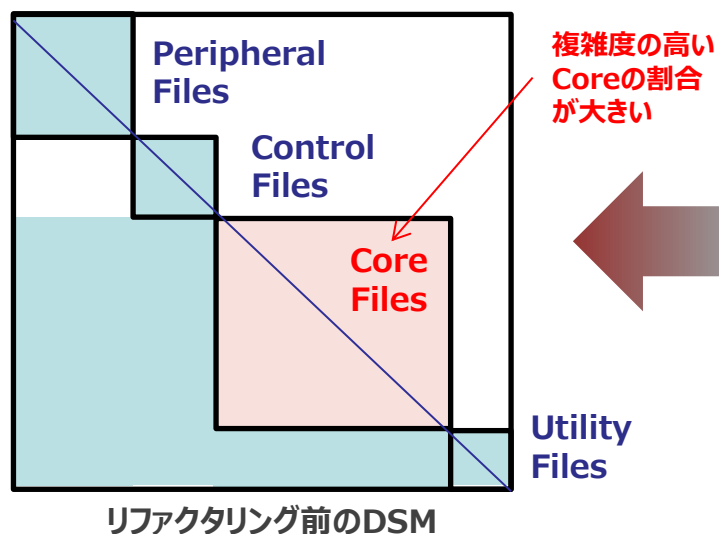 Peripheral
Files
複雑度の高い
Coreの割合
が大きい
Control
Files
Core
Files
Utility
Files
リファクタリング前のDSM